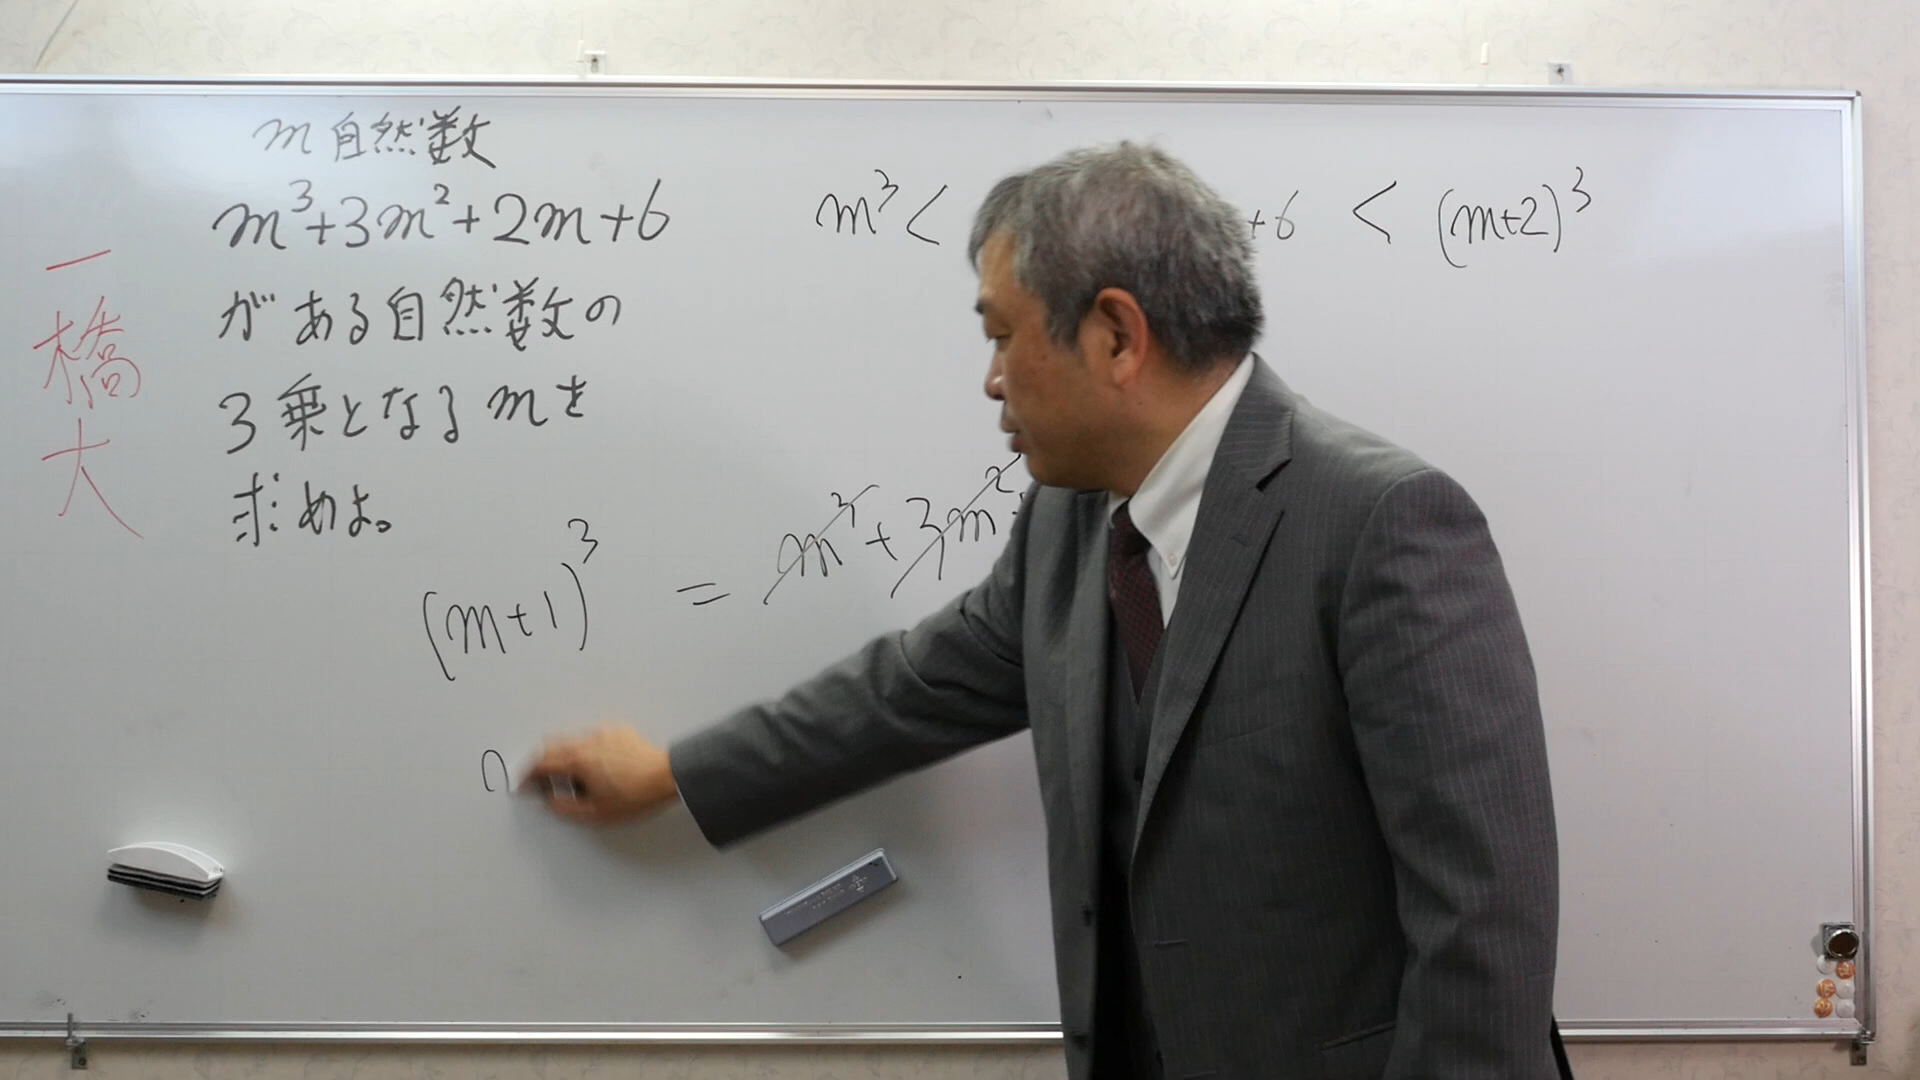 一橋大
m 自然数
m³+3m²+2m+6
がある自然数の
3乗となるmを
求めよ。
m³< +6 < (m+2)³
(m+1)³ = m³+3m²